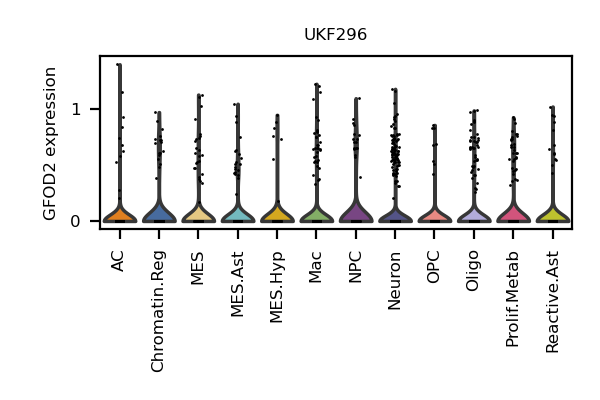 UKF296
GFOD2 expression
1
0
AC
Chromatin.Reg
MES
MES.Ast
MES.Hyp
Mac
NPC
Neuron
OPC
Oligo
Prolif.Metab
Reactive.Ast